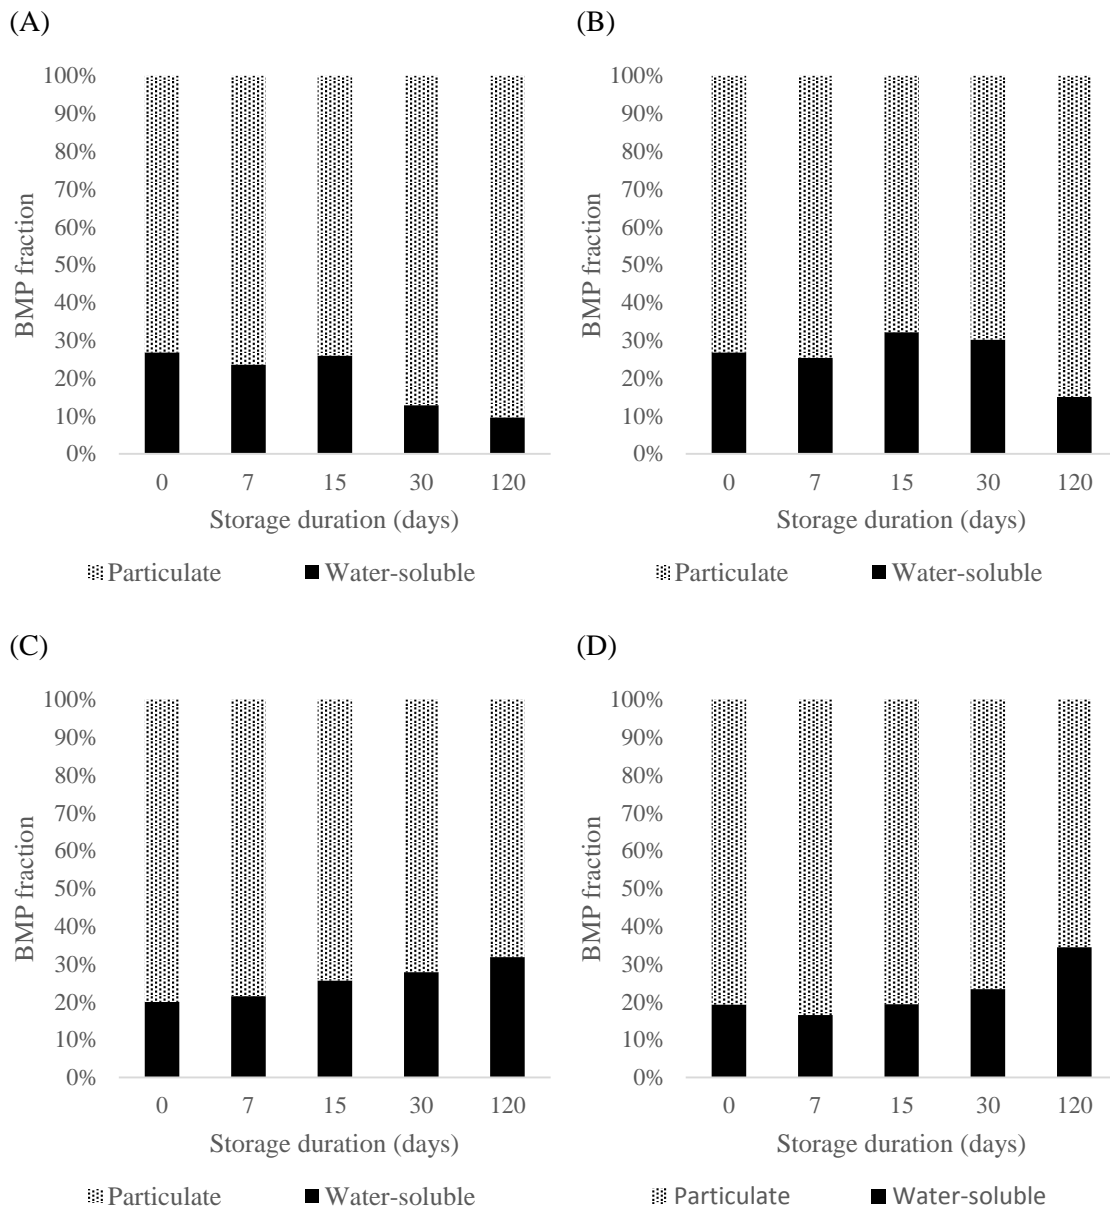 (A)
100%
90%
80%
70%
60%
50%
40%
30%
20%
10%
0%
BMP fraction
0 7 15 30 120
Storage duration (days)
Particulate Water-soluble
(B)
100%
90%
80%
70%
60%
50%
40%
30%
20%
10%
0%
BMP fraction
0 7 15 30 120
Storage duration (days)
Particulate Water-soluble
(C)
100%
90%
80%
70%
60%
50%
40%
30%
20%
10%
0%
BMP fraction
0 7 15 30 120
Storage duration (days)
Particulate Water-soluble
(D)
100%
90%
80%
70%
60%
50%
40%
30%
20%
10%
0%
BMP fraction
0 7 15 30 120
Storage duration (days)
Particulate Water-soluble